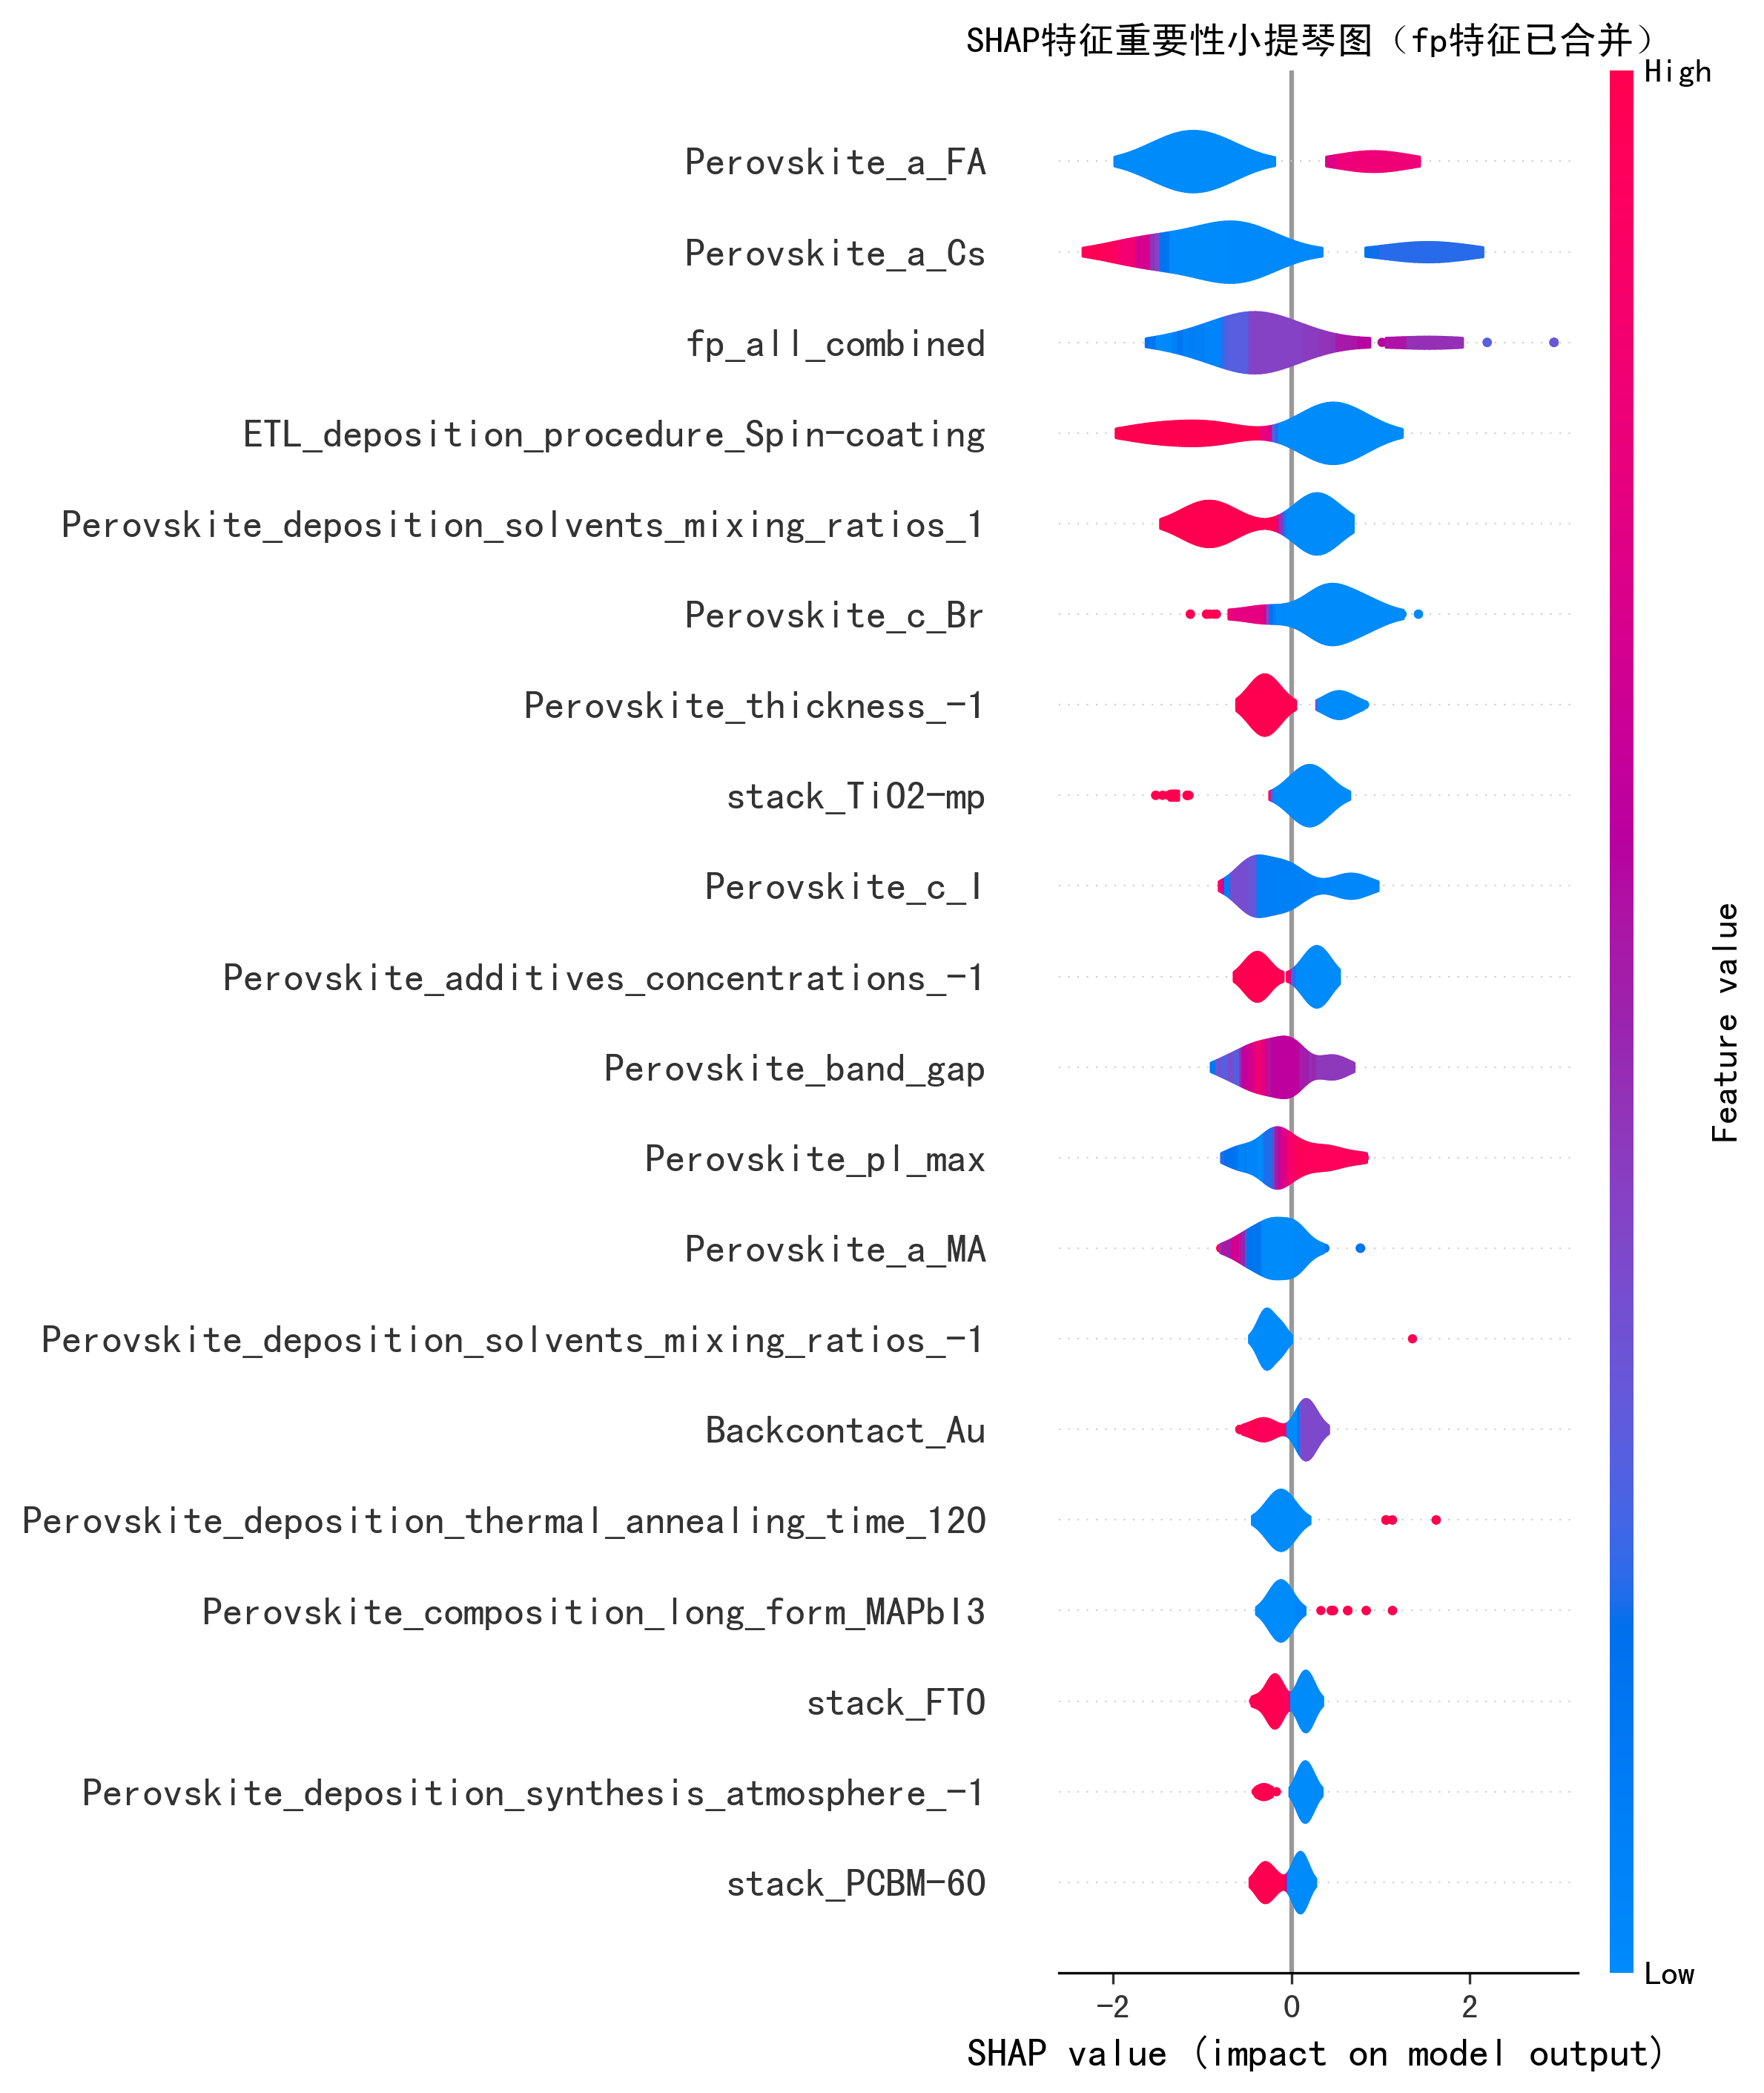 SHAP特征重要性小提琴图（fp特征已合并）
High
Perovskite_a_FA
Perovskite_a_Cs
fp_all_combined
ETL_deposition_procedure_Spin-coating
Perovskite_deposition_solvents_mixing_ratios_1
Perovskite_c_Br
Perovskite_thickness_-1
stack_TiO2-mp
Perovskite_c_I
Perovskite_additives_concentrations_-1
Perovskite_band_gap
Perovskite_pl_max
Perovskite_a_MA
Perovskite_deposition_solvents_mixing_ratios_-1
Backcontact_Au
Perovskite_deposition_thermal_annealing_time_120
Perovskite_composition_long_form_MAPbI3
stack_FTO
Perovskite_deposition_synthesis_atmosphere_-1
stack_PCBM-60
Feature value
Low
-2 0 2
SHAP value (impact on model output)